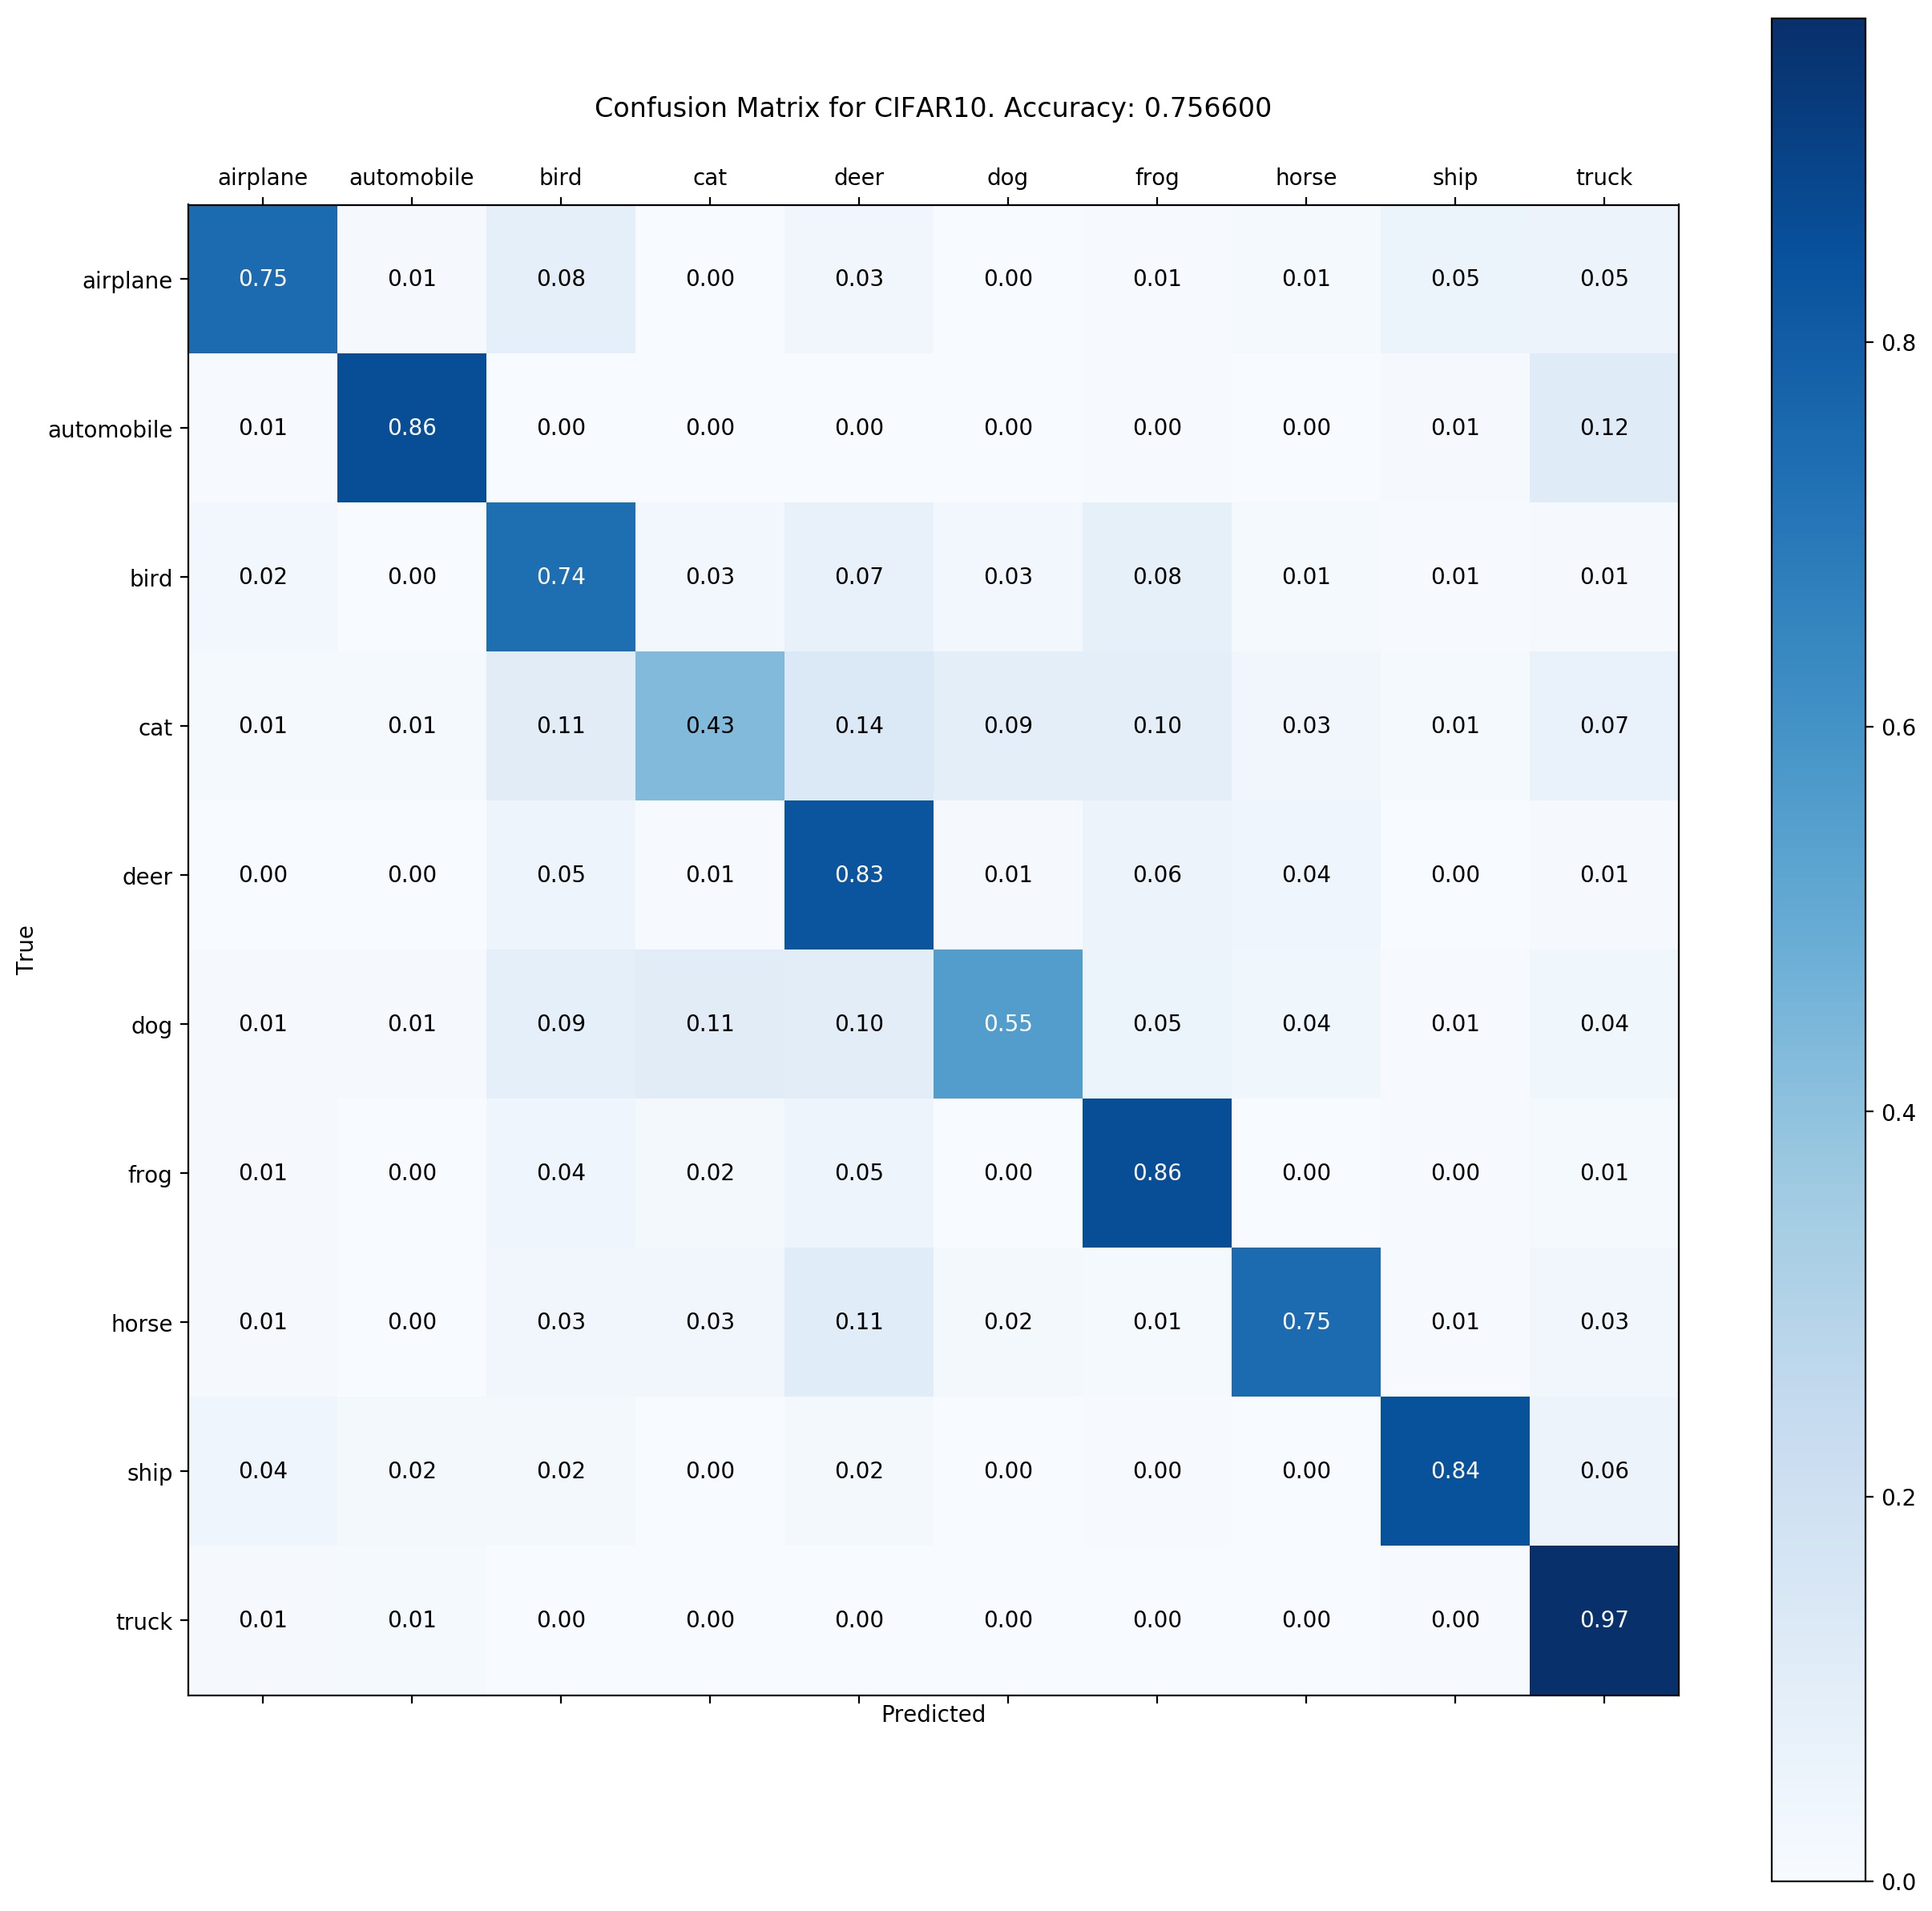 Confusion Matrix for CIFAR10. Accuracy: 0.756600
airplane automobile bird cat deer dog frog horse ship truck
airplane 0.75 0.01 0.08 0.00 0.03 0.00 0.01 0.01 0.05 0.05
automobile 0.01 0.86 0.00 0.00 0.00 0.00 0.00 0.00 0.01 0.12
bird 0.02 0.00 0.74 0.03 0.07 0.03 0.08 0.01 0.01 0.01
cat 0.01 0.01 0.11 0.43 0.14 0.09 0.10 0.03 0.01 0.07
deer 0.00 0.00 0.05 0.01 0.83 0.01 0.06 0.04 0.00 0.01
dog 0.01 0.01 0.09 0.11 0.10 0.55 0.05 0.04 0.01 0.04
frog 0.01 0.00 0.04 0.02 0.05 0.00 0.86 0.00 0.00 0.01
horse 0.01 0.00 0.03 0.03 0.11 0.02 0.01 0.75 0.01 0.03
ship 0.04 0.02 0.02 0.00 0.02 0.00 0.00 0.00 0.84 0.06
truck 0.01 0.01 0.00 0.00 0.00 0.00 0.00 0.00 0.00 0.97
True
Predicted
0.8
0.6
0.4
0.2
0.0